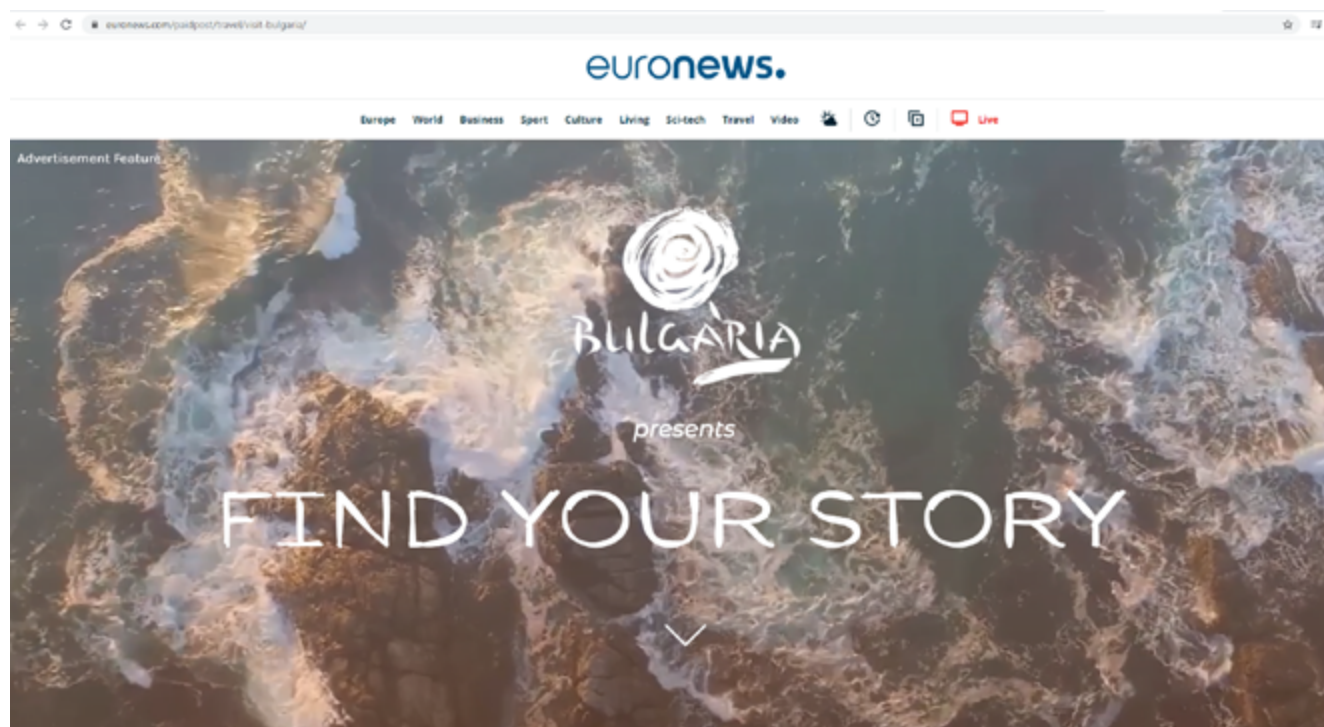 euronews.com/paidpost/travel/visit-bulgaria/
euronews.
Europe World Business Sport Culture Living Sci-tech Travel Video Live
Advertisement Feature
BULGARIA
presents
FIND YOUR STORY